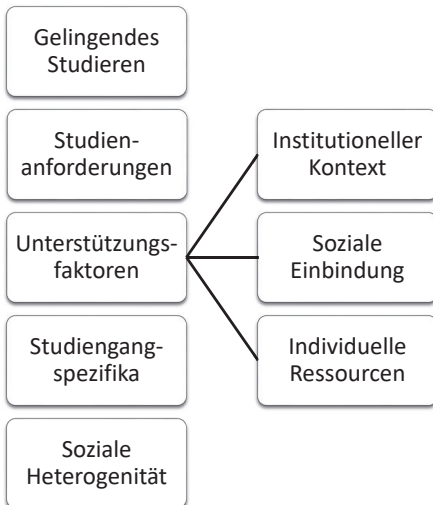 Gelingendes
Studieren
Studien-
anforderungen
Unterstützungs-
faktoren
Studiengang-
spezifika
Soziale
Heterogenität
Institutioneller
Kontext
Soziale
Einbindung
Individuelle
Ressourcen